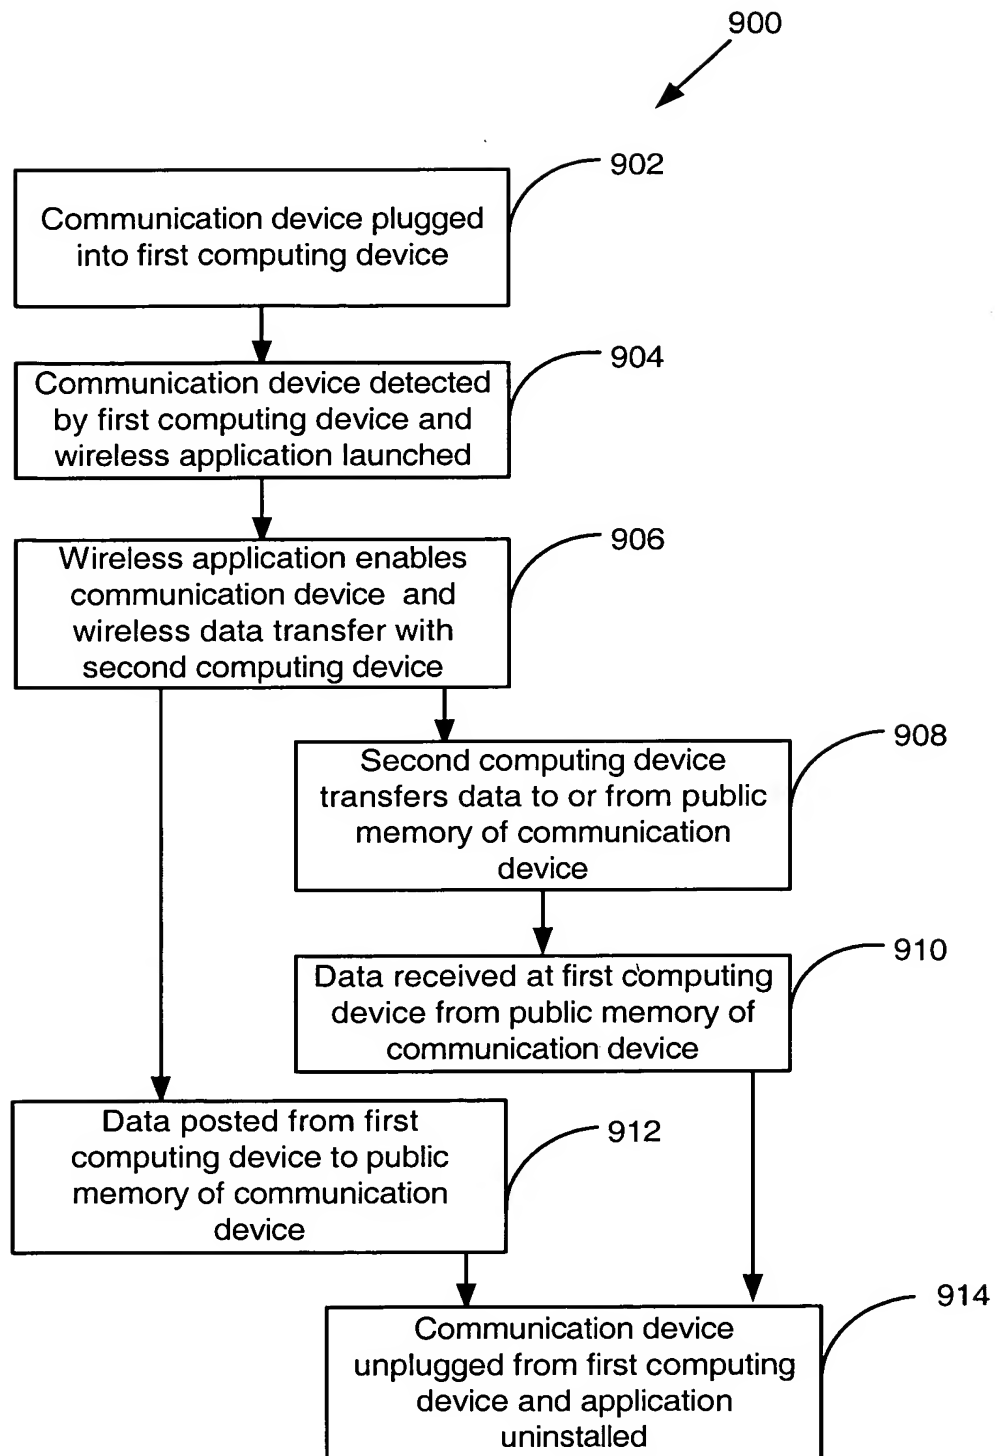 900
902
Communication device plugged
into first computing device
904
Communication device detected
by first computing device and
wireless application launched
906
Wireless application enables
communication device and
wireless data transfer with
second computing device
908
Second computing device
transfers data to or from public
memory of communication
device
910
Data received at first computing
device from public memory of
communication device
912
Data posted from first
computing device to public
memory of communication
device
914
Communication device
unplugged from first computing
device and application
uninstalled